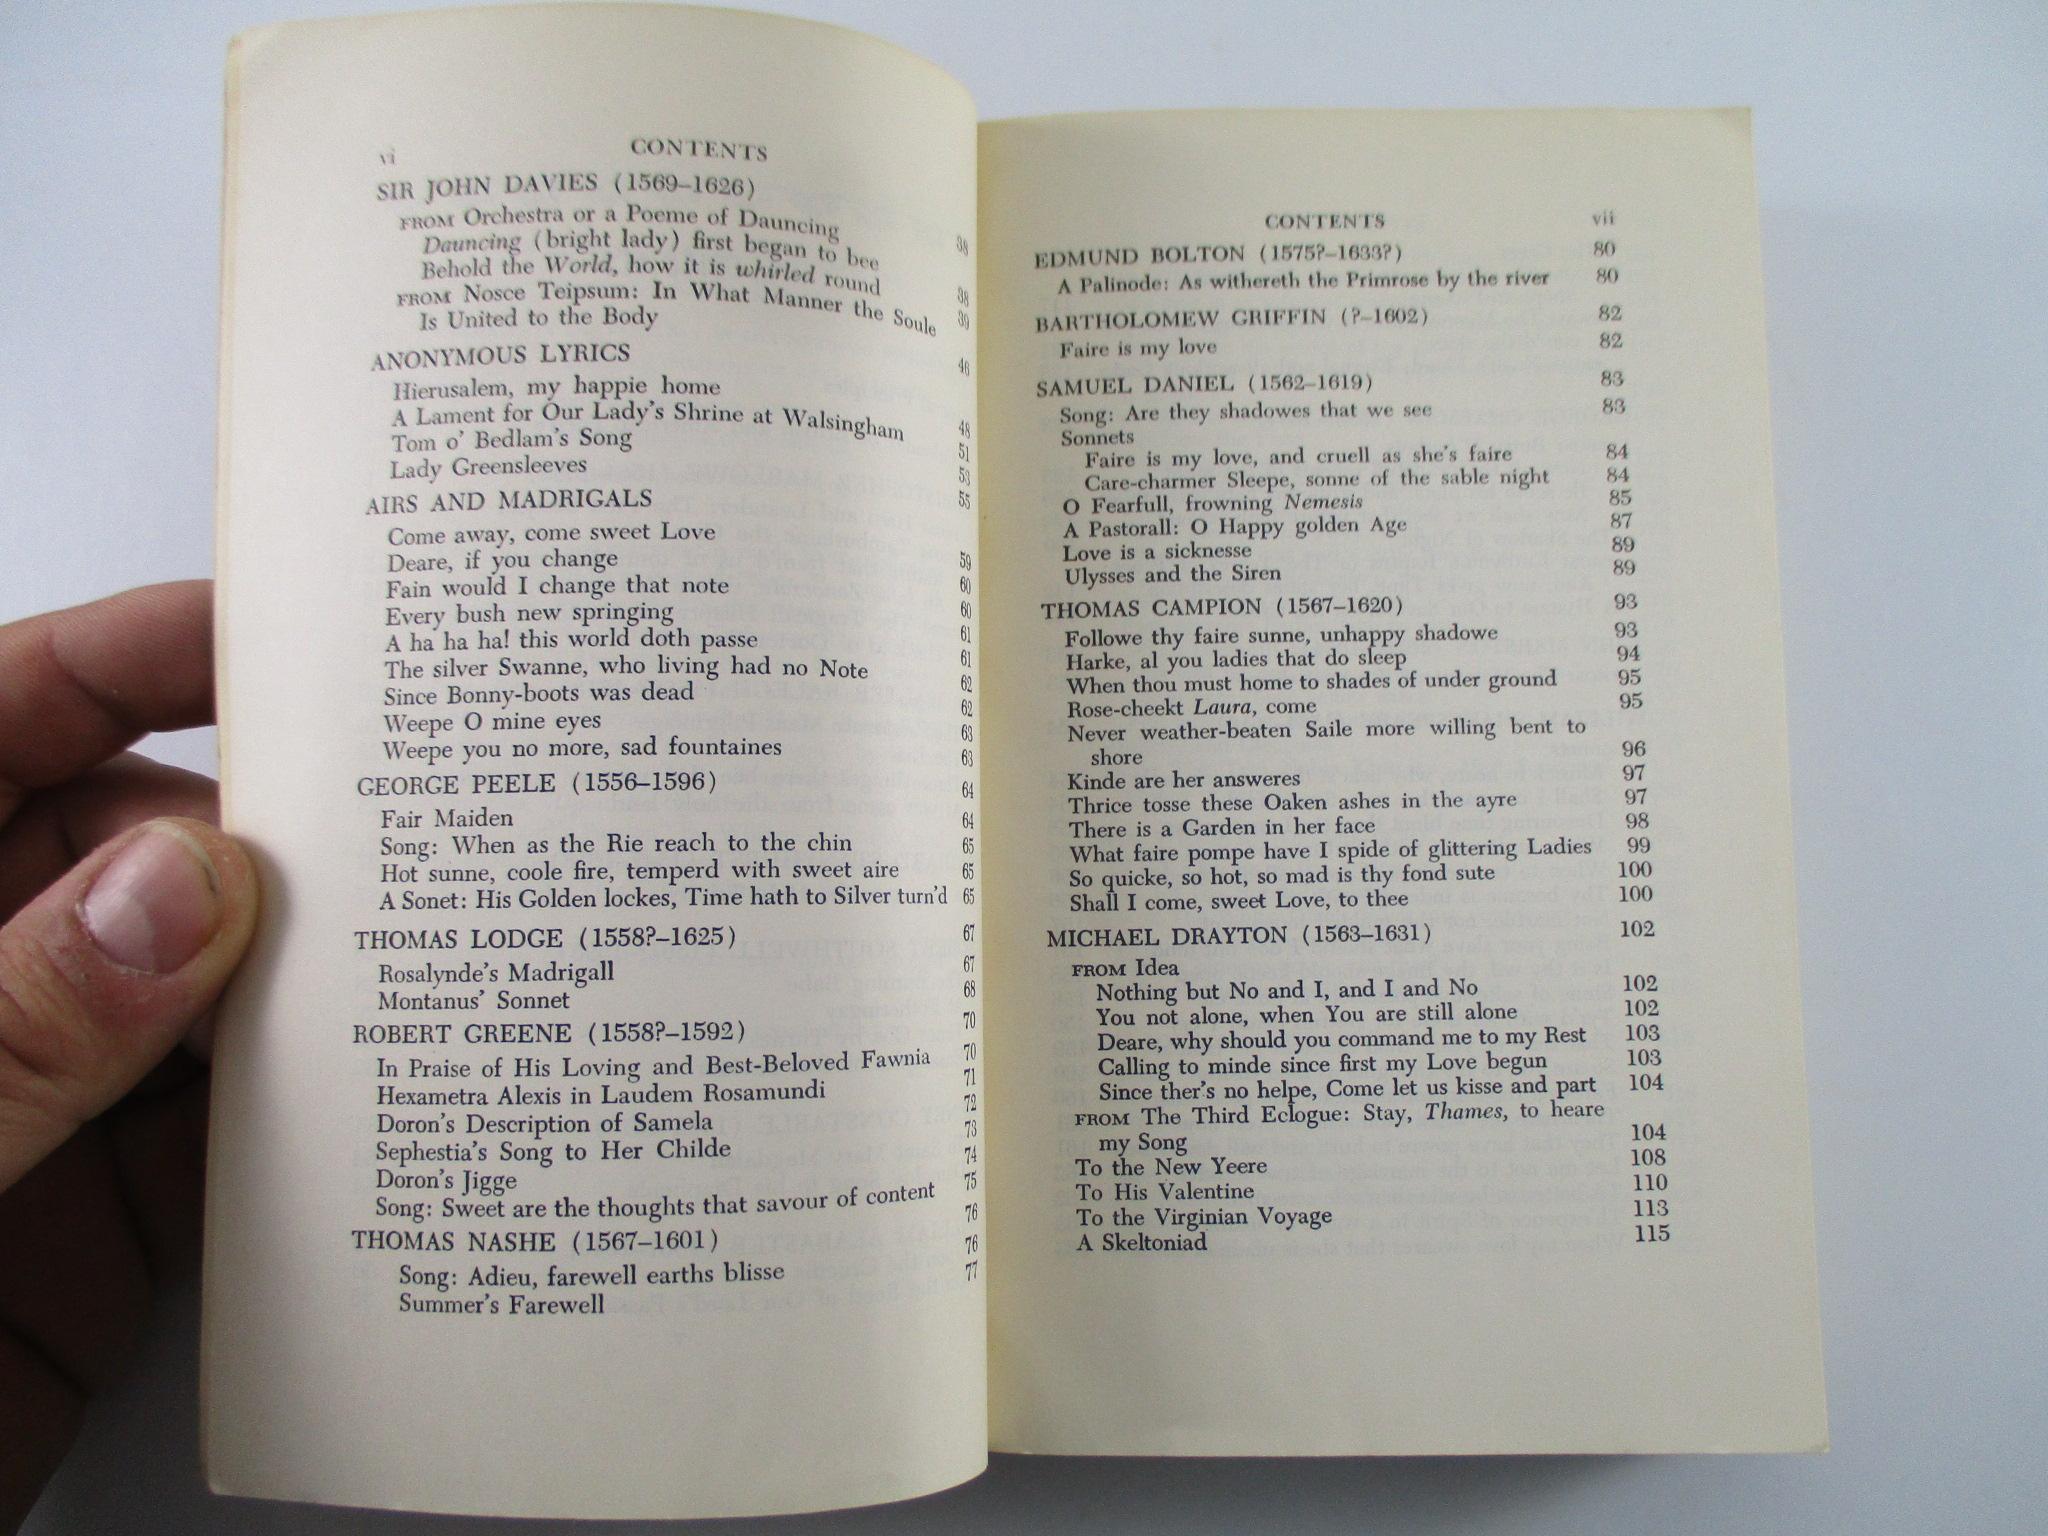 vi CONTENTS
SIR JOHN DAVIES (1569–1626) 38
FROM Orchestra or a Poeme of Dauncing
Dauncing (bright lady) first began to bee 38
Behold the World, how it is whirled round 39
FROM Nosce Teipsum: In What Manner the Soule
Is United to the Body 46
ANONYMOUS LYRICS
Hierusalem, my happie home 48
A Lament for Our Lady's Shrine at Walsingham 51
Tom o' Bedlam's Song 53
Lady Greensleeves 55
AIRS AND MADRIGALS
Come away, come sweet Love 59
Deare, if you change 60
Fain would I change that note 60
Every bush new springing 61
A ha ha ha! this world doth passe 61
The silver Swanne, who living had no Note 62
Since Bonny-boots was dead 62
Weepe O mine eyes 63
Weepe you no more, sad fountaines 63
GEORGE PEELE (1556–1596) 64
Fair Maiden 64
Song: When as the Rie reach to the chin 65
Hot sunne, coole fire, temperd with sweet aire 65
A Sonet: His Golden lockes, Time hath to Silver turn'd 65
THOMAS LODGE (1558?–1625) 67
Rosalynde's Madrigall 67
Montanus' Sonnet 68
ROBERT GREENE (1558?–1592) 70
In Praise of His Loving and Best-Beloved Fawnia 70
Hexametra Alexis in Laudem Rosamundi 71
Doron's Description of Samela 72
Sephestia's Song to Her Childe 73
Doron's Jigge 74
Song: Sweet are the thoughts that savour of content 75
THOMAS NASHE (1567–1601) 76
Song: Adieu, farewell earths blisse 76
Summer's Farewell 77
CONTENTS vii
EDMUND BOLTON (1575?–1633?) 80
A Palinode: As withereth the Primrose by the river 80
BARTHOLOMEW GRIFFIN (?–1602) 82
Faire is my love 82
SAMUEL DANIEL (1562–1619) 83
Song: Are they shadowes that we see 83
Sonnets
Faire is my love, and cruell as she's faire 84
Care-charmer Sleepe, sonne of the sable night 84
O Fearfull, frowning Nemesis 85
A Pastorall: O Happy golden Age 87
Love is a sicknesse 89
Ulysses and the Siren 89
THOMAS CAMPION (1567–1620) 93
Followe thy faire sunne, unhappy shadowe 93
Harke, al you ladies that do sleep 94
When thou must home to shades of under ground 95
Rose-cheekt Laura, come 95
Never weather-beaten Saile more willing bent to
shore 96
Kinde are her answeres 97
Thrice tosse these Oaken ashes in the ayre 97
There is a Garden in her face 98
What faire pompe have I spide of glittering Ladies 99
So quicke, so hot, so mad is thy fond sute 100
Shall I come, sweet Love, to thee 100
MICHAEL DRAYTON (1563–1631) 102
FROM Idea
Nothing but No and I, and I and No 102
You not alone, when You are still alone 102
Deare, why should you command me to my Rest 103
Calling to minde since first my Love begun 103
Since ther's no helpe, Come let us kisse and part 104
FROM The Third Eclogue: Stay, Thames, to heare
my Song 104
To the New Yeere 108
To His Valentine 110
To the Virginian Voyage 113
A Skeltoniad 115